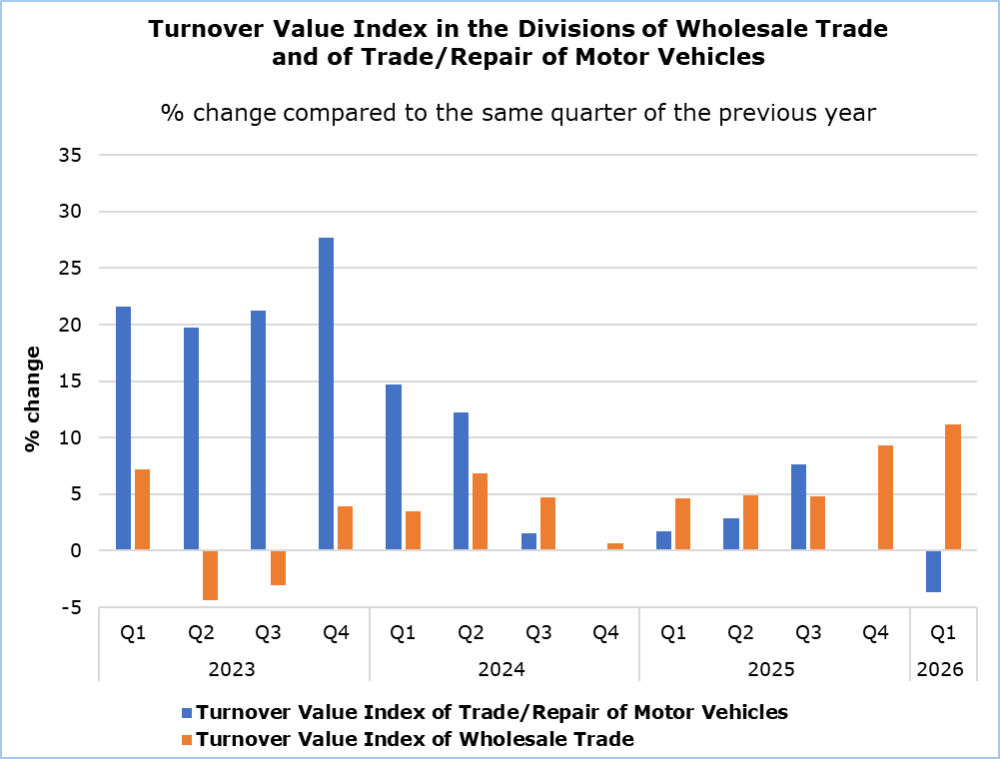 Turnover Value Index in the Divisions of Wholesale Trade
and of Trade/Repair of Motor Vehicles
% change compared to the same quarter of the previous year
35
30
25
20
15
10
5
0
-5
% change
Q1 Q2 Q3 Q4 Q1 Q2 Q3 Q4 Q1 Q2 Q3 Q4 Q1
2023 2024 2025 2026
Turnover Value Index of Trade/Repair of Motor Vehicles
Turnover Value Index of Wholesale Trade